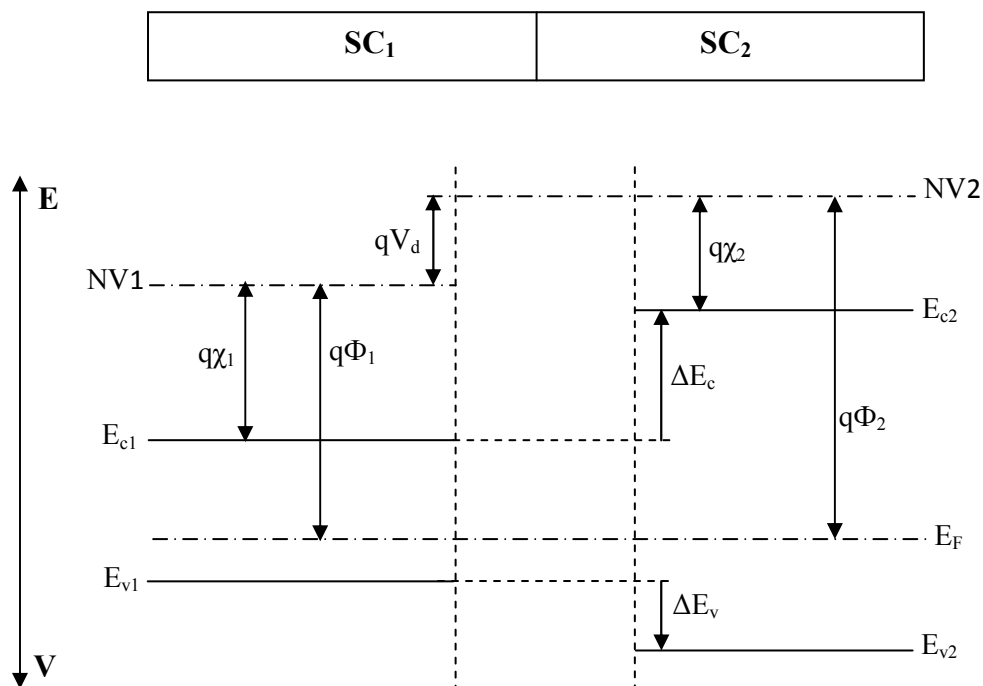 SC₁ SC₂
E
NV2
qV_d
qχ₂
NV1
E_c2
qχ₁ qΦ₁
ΔE_c
qΦ₂
E_c1
E_F
E_v1
ΔE_v
E_v2
V